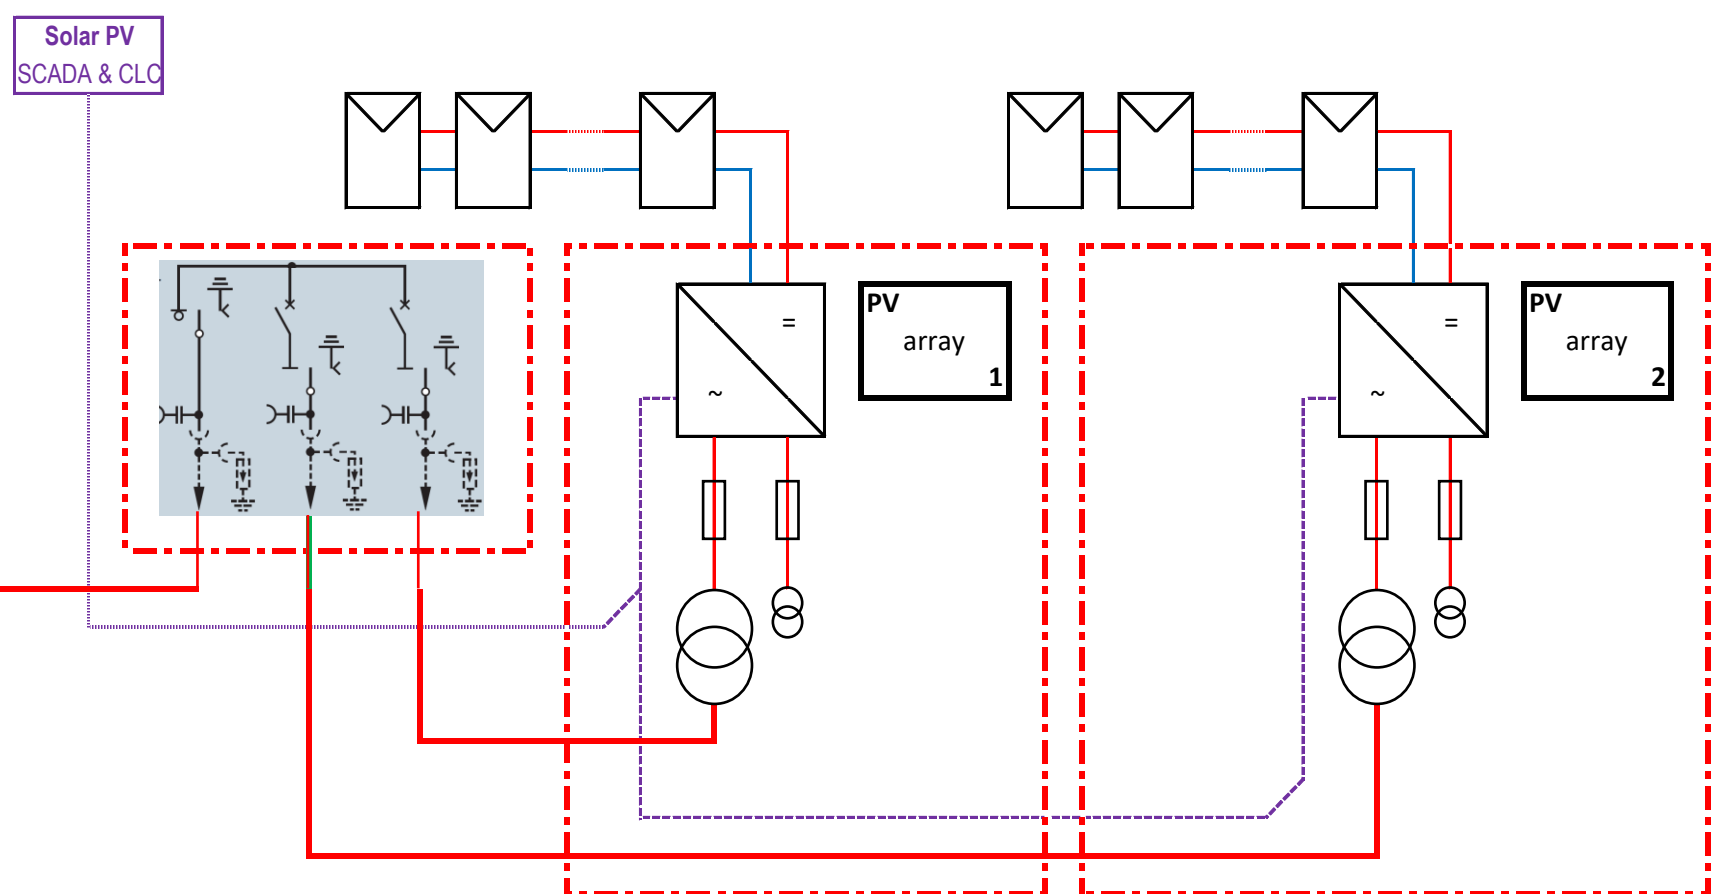 Solar PV
SCADA & CLC
PV
array
1
=
~
PV
array
2
=
~